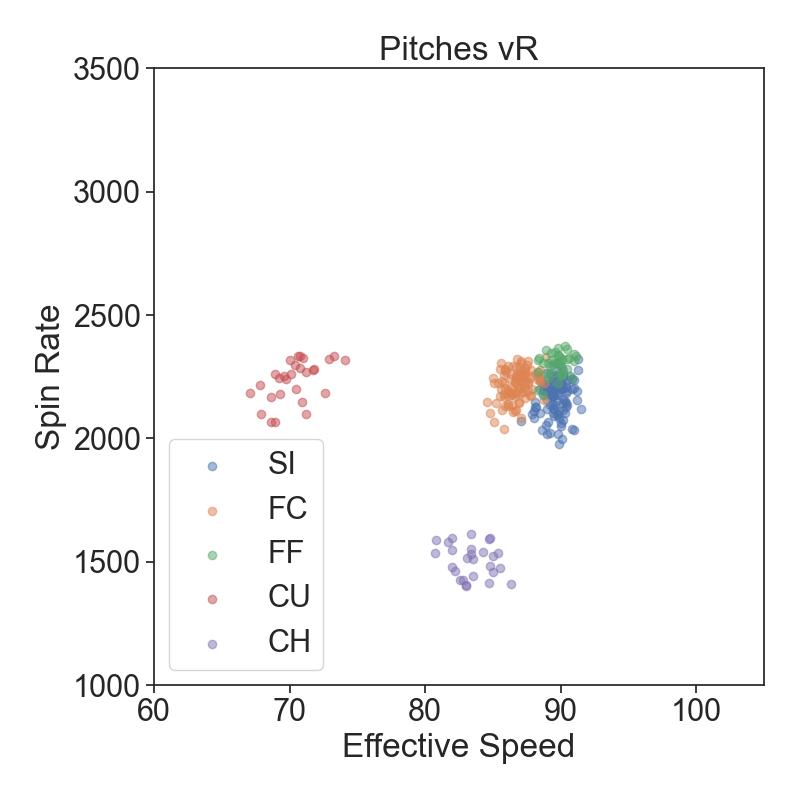 Pitches vR
3500
3000
2500
2000
1500
1000
Spin Rate
SI
FC
FF
CU
CH
60 70 80 90 100
Effective Speed